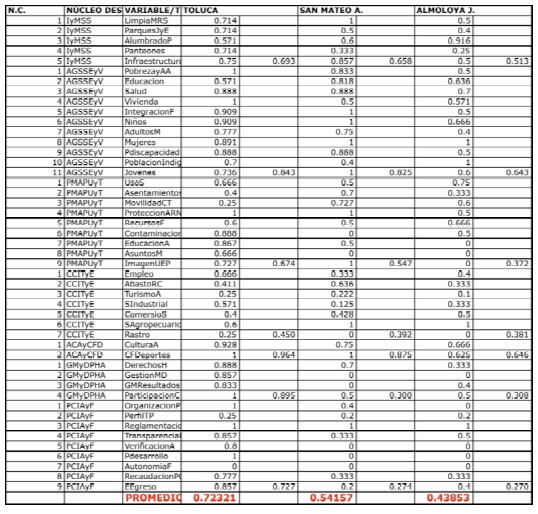 N.C. NÚCLEO DES VARIABLE/T TOLUCA SAN MATEO A. ALMOLOYA J.
1 IyMSS LimpiaMRS 0.714 1 0.5
2 IyMSS ParquesJyE 0.714 0.5 0.4
3 IyMSS AlumbradoP 0.571 0.6 0.916
4 IyMSS Panteones 0.714 0.333 0.25
5 IyMSS Infraestructura 0.75 0.693 0.857 0.658 0.5 0.513
1 AGSSEyV PobrezayAA 1 0.833 0.5
2 AGSSEyV Educacion 0.571 0.818 0.636
3 AGSSEyV Salud 0.888 0.888 0.7
4 AGSSEyV Vivienda 1 0.5 0.571
5 AGSSEyV IntegracionF 0.909 1 0.5
6 AGSSEyV Niños 0.909 1 0.666
7 AGSSEyV AdultosM 0.777 0.75 0.4
8 AGSSEyV Mujeres 0.891 1 1
9 AGSSEyV Pdiscapacidad 0.888 0.888 0.5
10 AGSSEyV PoblacionIndig 0.7 0.4 1
11 AGSSEyV Jovenes 0.736 0.843 1 0.825 0.6 0.643
1 PMAPUyT UsoS 0.666 0.5 0.75
2 PMAPUyT Asentamientos 0.4 0.7 0.333
3 PMAPUyT MovilidadCT 0.25 0.727 0.6
4 PMAPUyT ProteccionARN 1 1 0.5
5 PMAPUyT RecursosF 0.6 0.5 0.666
6 PMAPUyT Contaminacion 0.888 0 0.5
7 PMAPUyT EducacionA 0.867 0.5 0
8 PMAPUyT AsuntosM 0.666 0 0
9 PMAPUyT ImagenUEP 0.727 0.674 1 0.547 0 0.372
1 CCITyE Empleo 0.666 0.333 0.4
2 CCITyE AbastoRC 0.411 0.636 0.333
3 CCITyE TurismoA 0.25 0.222 0.1
4 CCITyE SIndustrial 0.571 0.125 0.333
5 CCITyE ComersioS 0.4 0.428 0.5
6 CCITyE SAgropecuario 0.6 1 1
7 CCITyE Rastro 0.25 0.450 0 0.392 0 0.381
1 ACAyCFD CulturaA 0.928 0.75 0.666
2 ACAyCFD CFDeportes 1 0.964 1 0.875 0.625 0.646
1 GMyDPHA DerechosH 0.888 0.7 0.333
2 GMyDPHA GestionMD 0.857 0 0
3 GMyDPHA GMResultados 0.833 0 0.4
4 GMyDPHA ParticipacionC 1 0.895 0.5 0.300 0.5 0.308
1 PCIAyF OrganizacionP 1 0.4 0
2 PCIAyF PerfilTP 0.25 0.2 0.2
3 PCIAyF Reglamentacio 1 1 1
4 PCIAyF Transparencial 0.857 0.333 0.5
5 PCIAyF VerificacionA 0.8 0 0
6 PCIAyF Pdesarrollo 1 0 0
7 PCIAyF AutonomiaF 0 0 0
8 PCIAyF RecaudacionP 0.777 0.333 0.333
9 PCIAyF EEgreso 0.857 0.727 0.2 0.274 0.4 0.270
PROMEDIO 0.72321 0.54157 0.43853